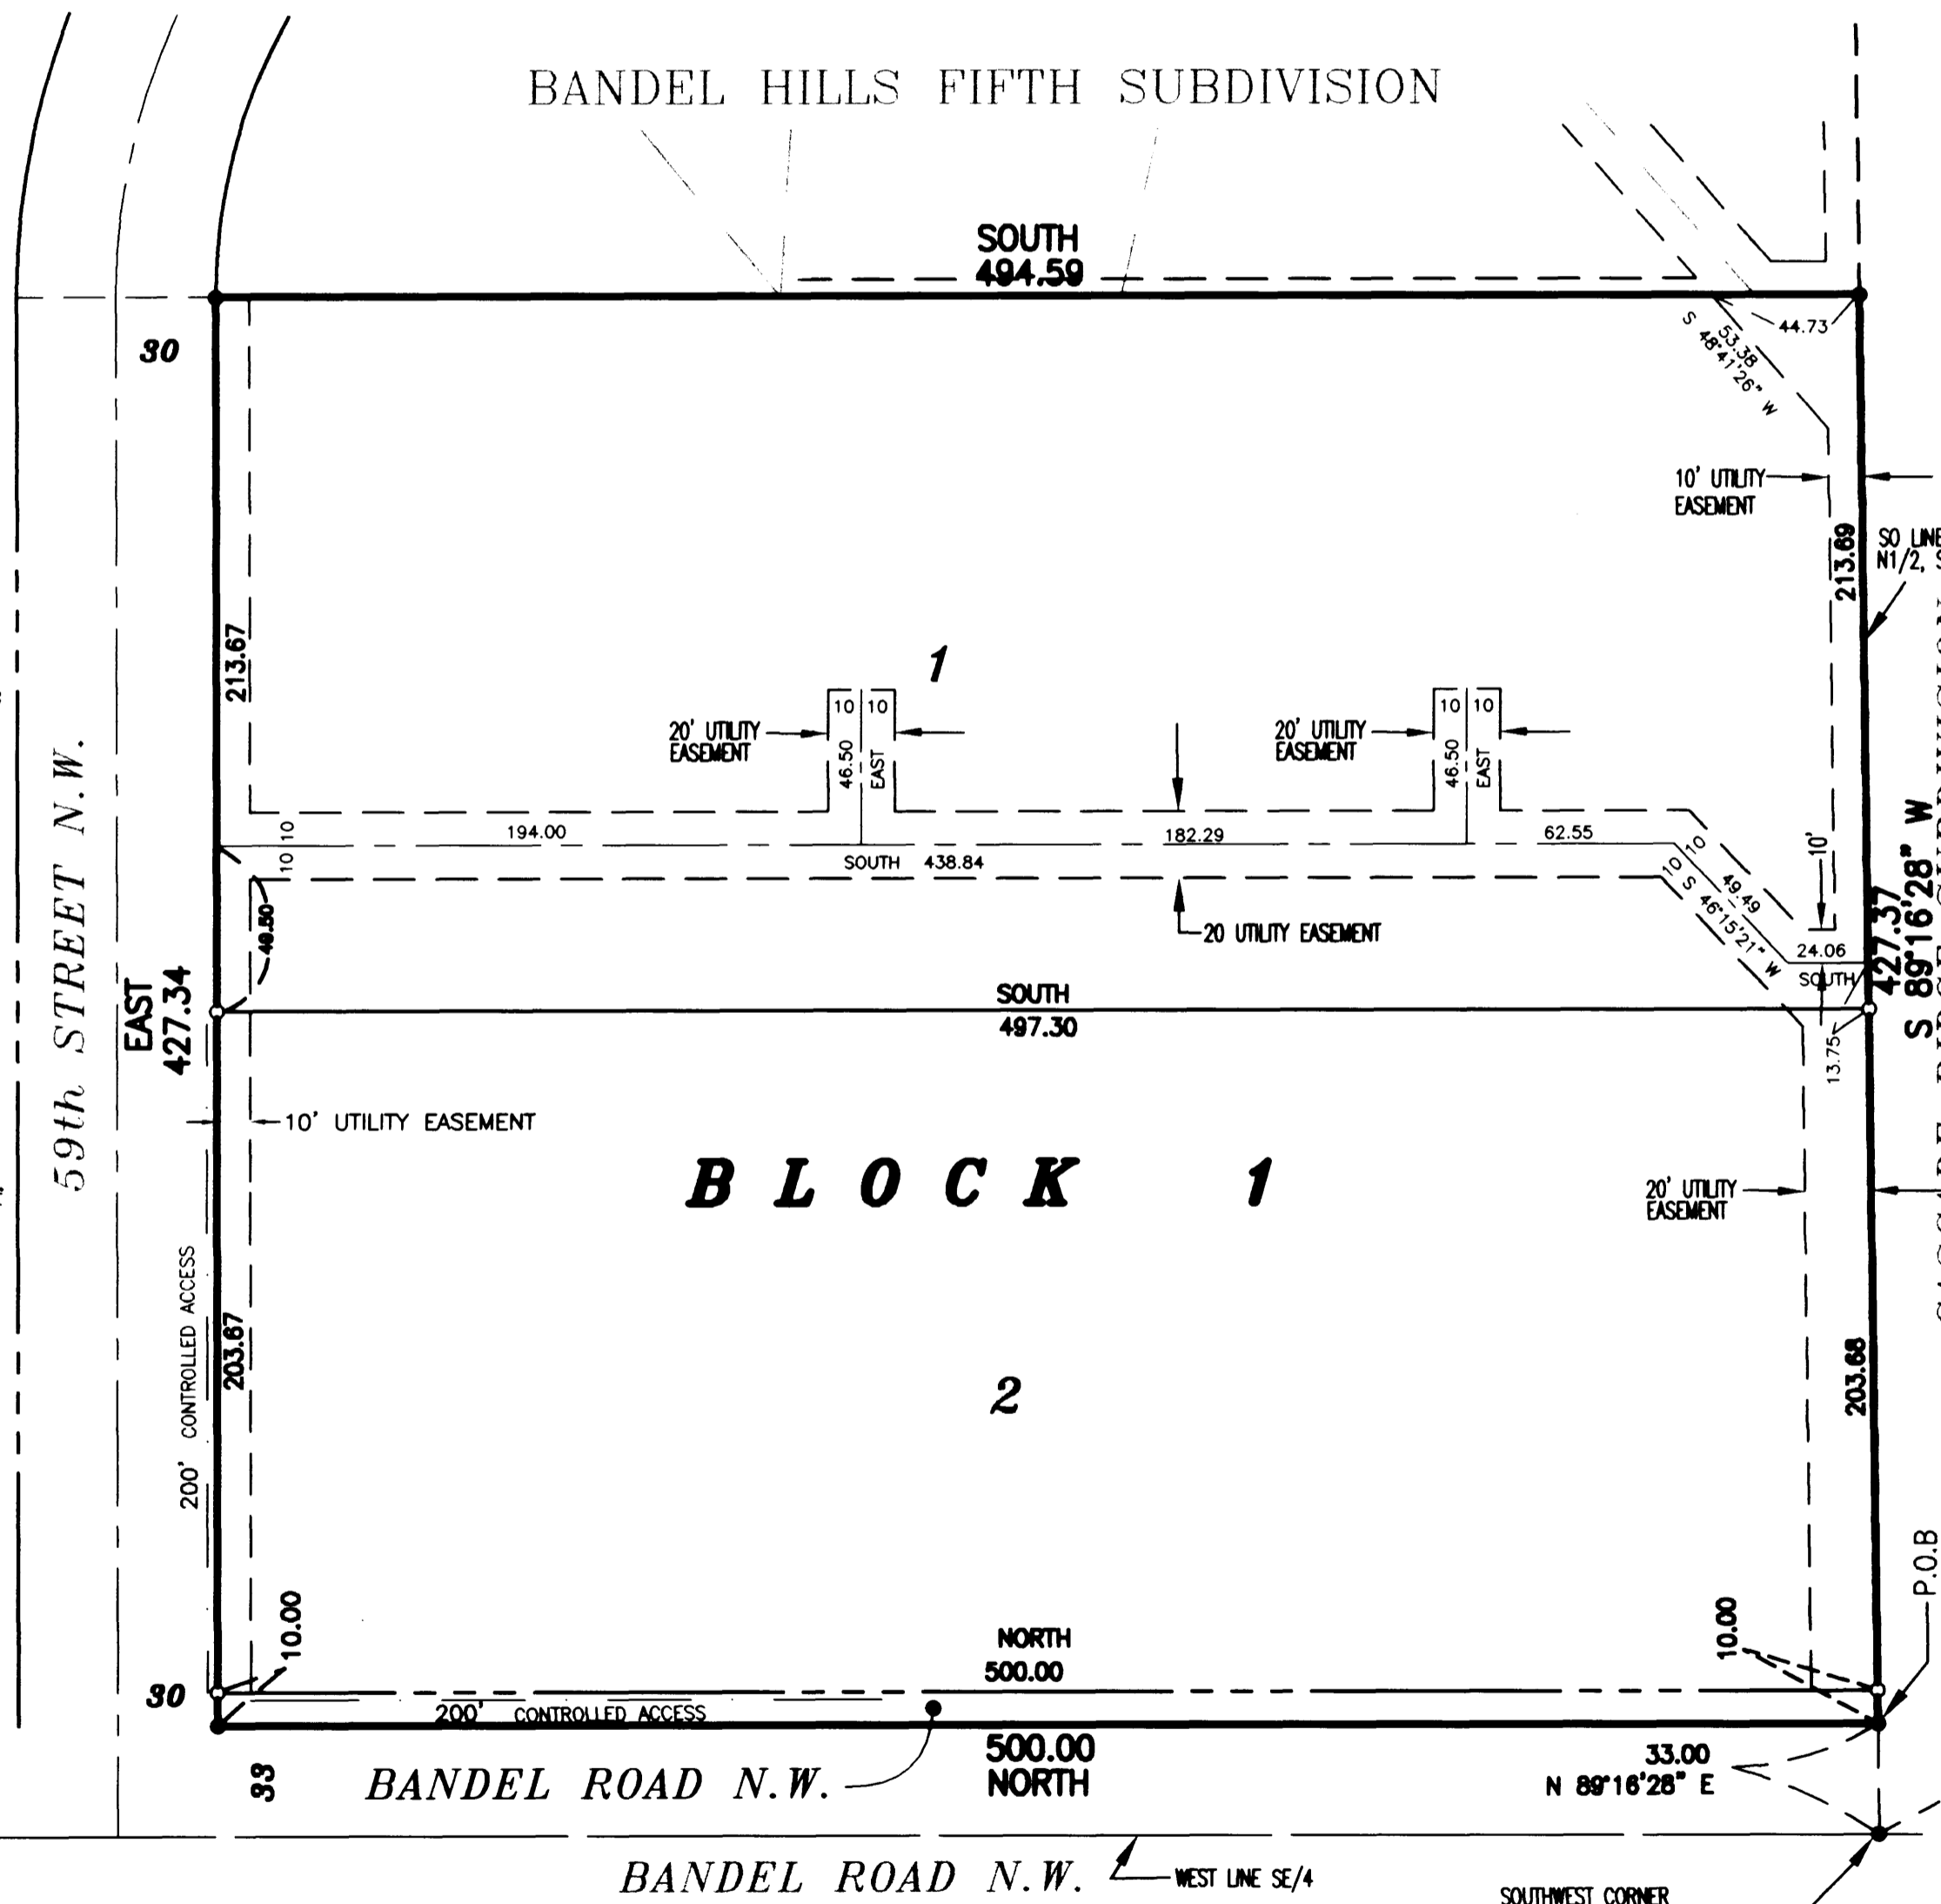 BANDEL HILLS FIFTH SUBDIVISION
SOUTH
494.59
30
44.73
53.38
S 48°41'26" W
10' UTILITY
EASEMENT
213.69
SO LINE
N1/2, S
213.67
1
20' UTILITY
EASEMENT
10 10
46.50
EAST
20' UTILITY
EASEMENT
10 10
46.50
EAST
59th STREET N.W.
10 10
194.00
182.29
62.55
SOUTH 438.84
10 10
49.49
S 46°15'21" W
10'
20 UTILITY EASEMENT
24.06
SOUTH
427.37
S 89°16'28" W
EAST
427.34
SOUTH
497.30
13.75
10' UTILITY EASEMENT
BLOCK 1
20' UTILITY
EASEMENT
200' CONTROLLED ACCESS
203.67
2
203.68
P.O.B
10.00
10.00
NORTH
500.00
30
200' CONTROLLED ACCESS
500.00
NORTH
33
BANDEL ROAD N.W.
33.00
N 89°16'28" E
BANDEL ROAD N.W.
WEST LINE SE/4
SOUTHWEST CORNER